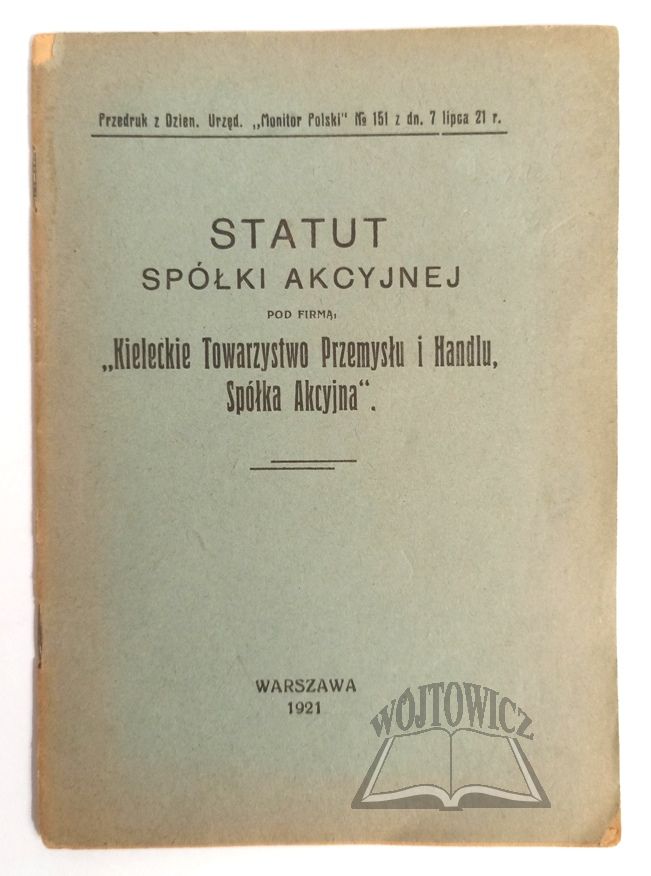 Przedruk z Dzien. Urzęd. „Monitor Polski“ № 151 z dn. 7 lipca 21 r.
STATUT
SPÓŁKI AKCYJNEJ
POD FIRMĄ:
„Kieleckie Towarzystwo Przemysłu i Handlu,
Spółka Akcyjna“.
WARSZAWA
1921
WÓJTOWICZ